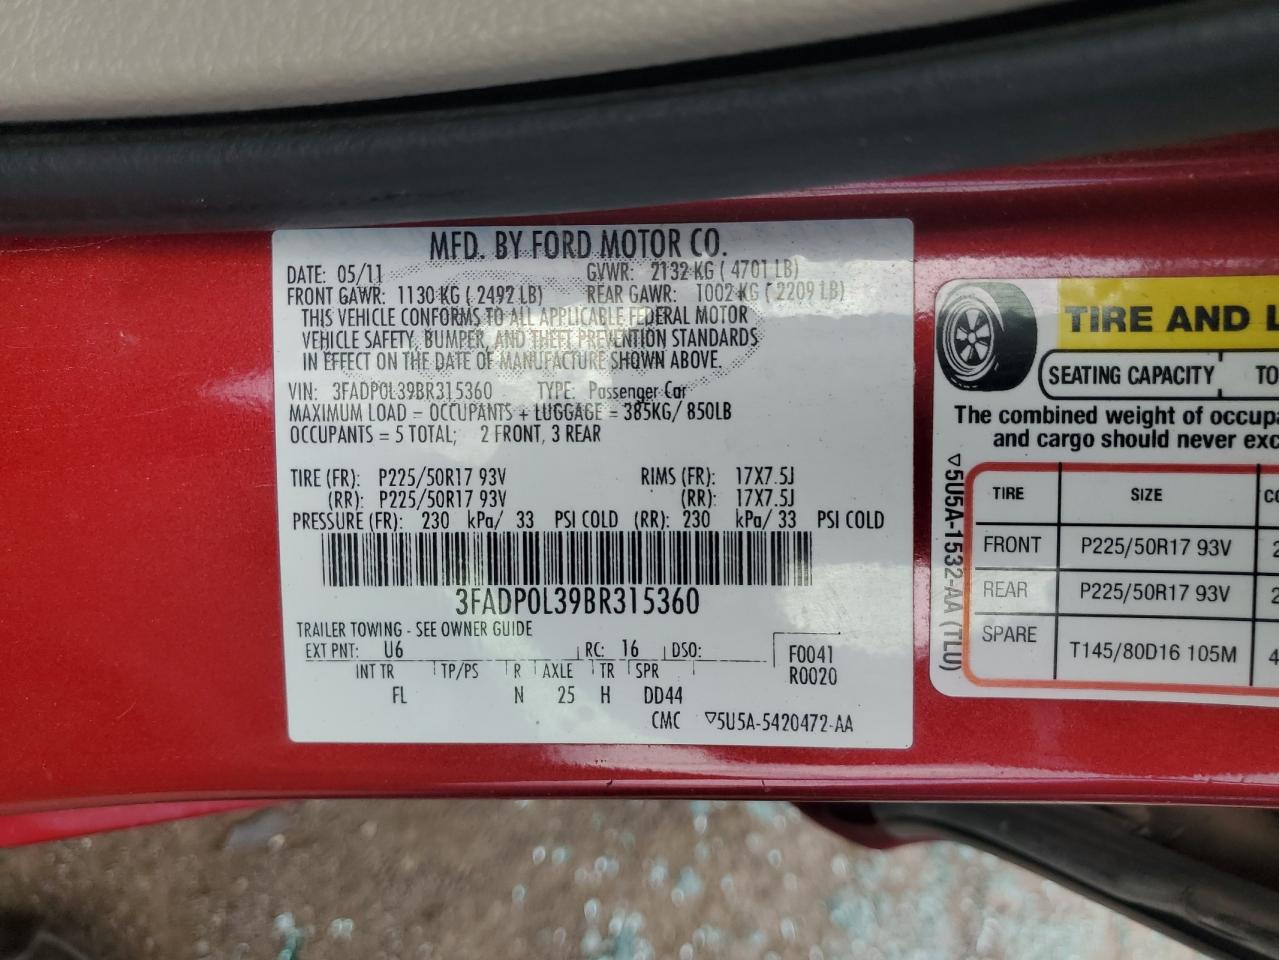 MFD. BY FORD MOTOR CO.
DATE: 05/11 GVWR: 2132 KG ( 4701 LB)
FRONT GAWR: 1130 KG ( 2492 LB) REAR GAWR: 1002 KG ( 2209 LB)
THIS VEHICLE CONFORMS TO ALL APPLICABLE FEDERAL MOTOR
VEHICLE SAFETY, BUMPER, AND THEFT PREVENTION STANDARDS
IN EFFECT ON THE DATE OF MANUFACTURE SHOWN ABOVE.
VIN: 3FADP0L39BR315360 TYPE: Passenger Car
MAXIMUM LOAD = OCCUPANTS + LUGGAGE = 385KG/ 850LB
OCCUPANTS = 5 TOTAL; 2 FRONT, 3 REAR
TIRE (FR): P225/50R17 93V RIMS (FR): 17X7.5J
(RR): P225/50R17 93V (RR): 17X7.5J
PRESSURE (FR): 230 kPa/ 33 PSI COLD (RR): 230 kPa/ 33 PSI COLD
3FADP0L39BR315360
TRAILER TOWING - SEE OWNER GUIDE
EXT PNT: U6 RC: 16 DSO: F0041
INT TR TP/PS R AXLE TR SPR R0020
FL N 25 H DD44
CMC ▽5U5A-5420472-AA
TIRE AND L
SEATING CAPACITY TO
The combined weight of occupa
and cargo should never exc
▽5U5A-1532-AA (TLU)
TIRE SIZE CO
FRONT P225/50R17 93V 2
REAR P225/50R17 93V 2
SPARE T145/80D16 105M 4